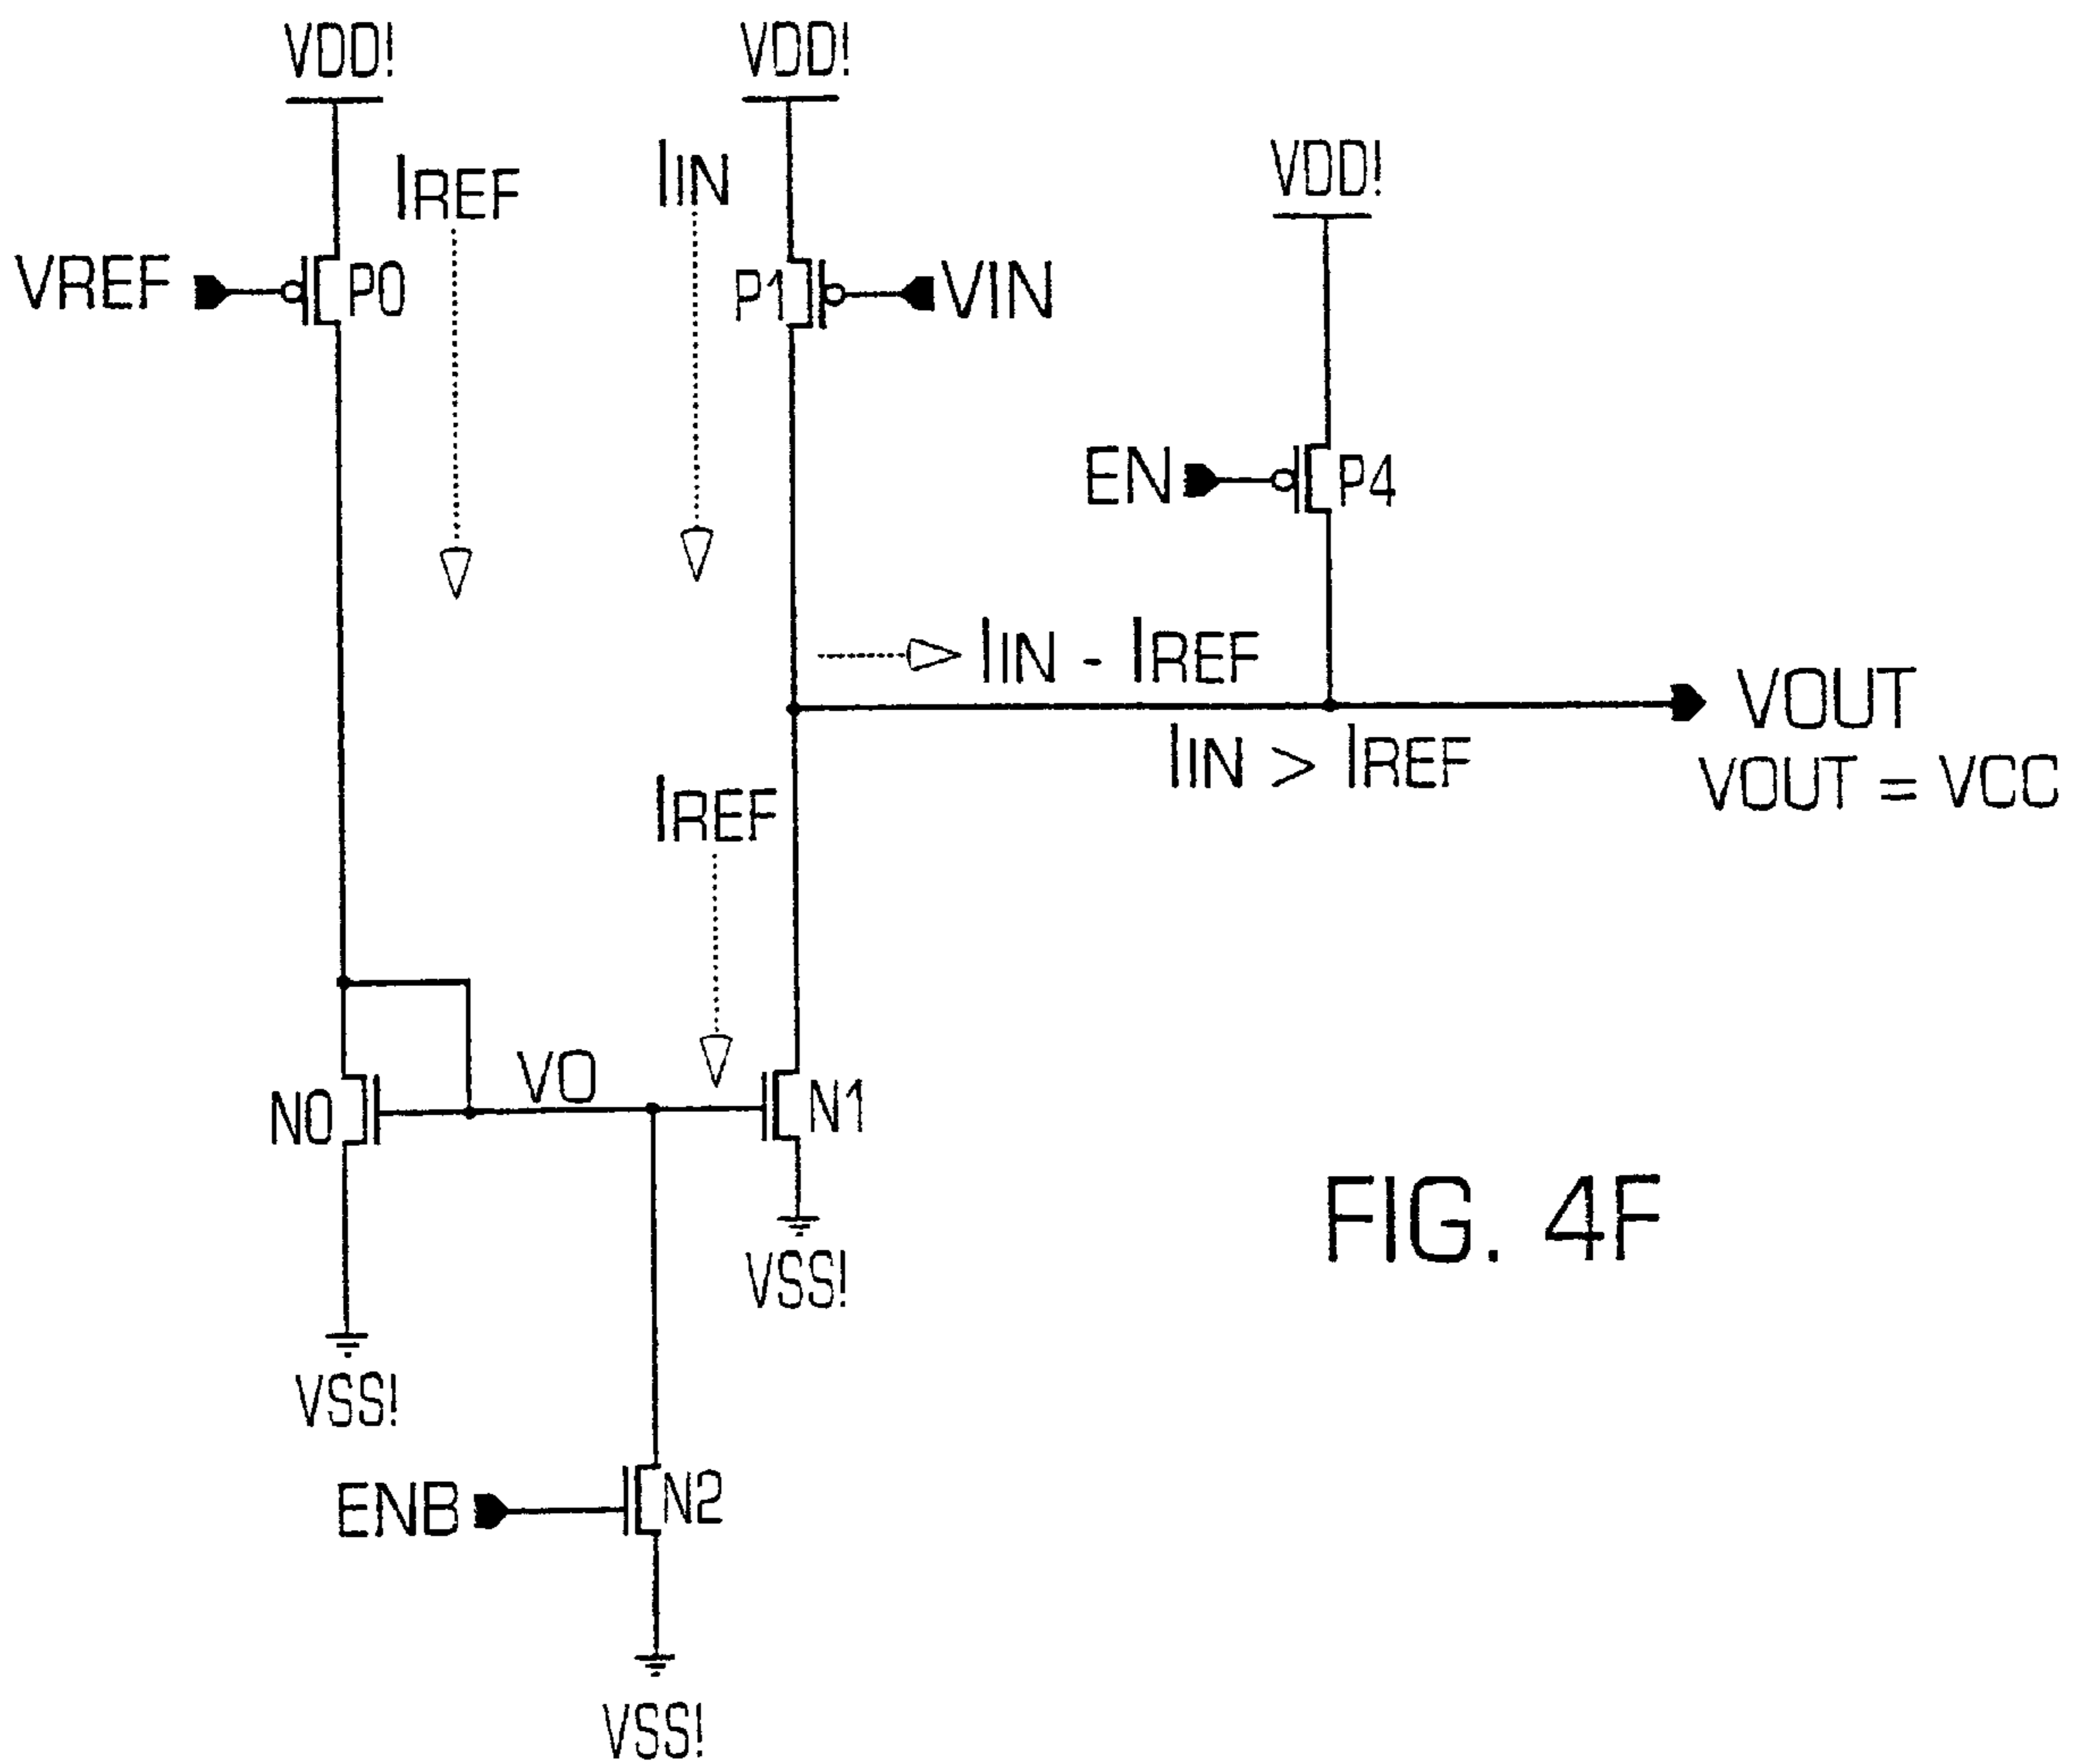 VDD!
VDD!
VDD!
IREF
IIN
VREF
P0
P1
VIN
EN
P4
IIN - IREF
VOUT
IIN > IREF
VOUT = VCC
IREF
N0
VO
N1
VSS!
VSS!
ENB
N2
VSS!
FIG. 4F